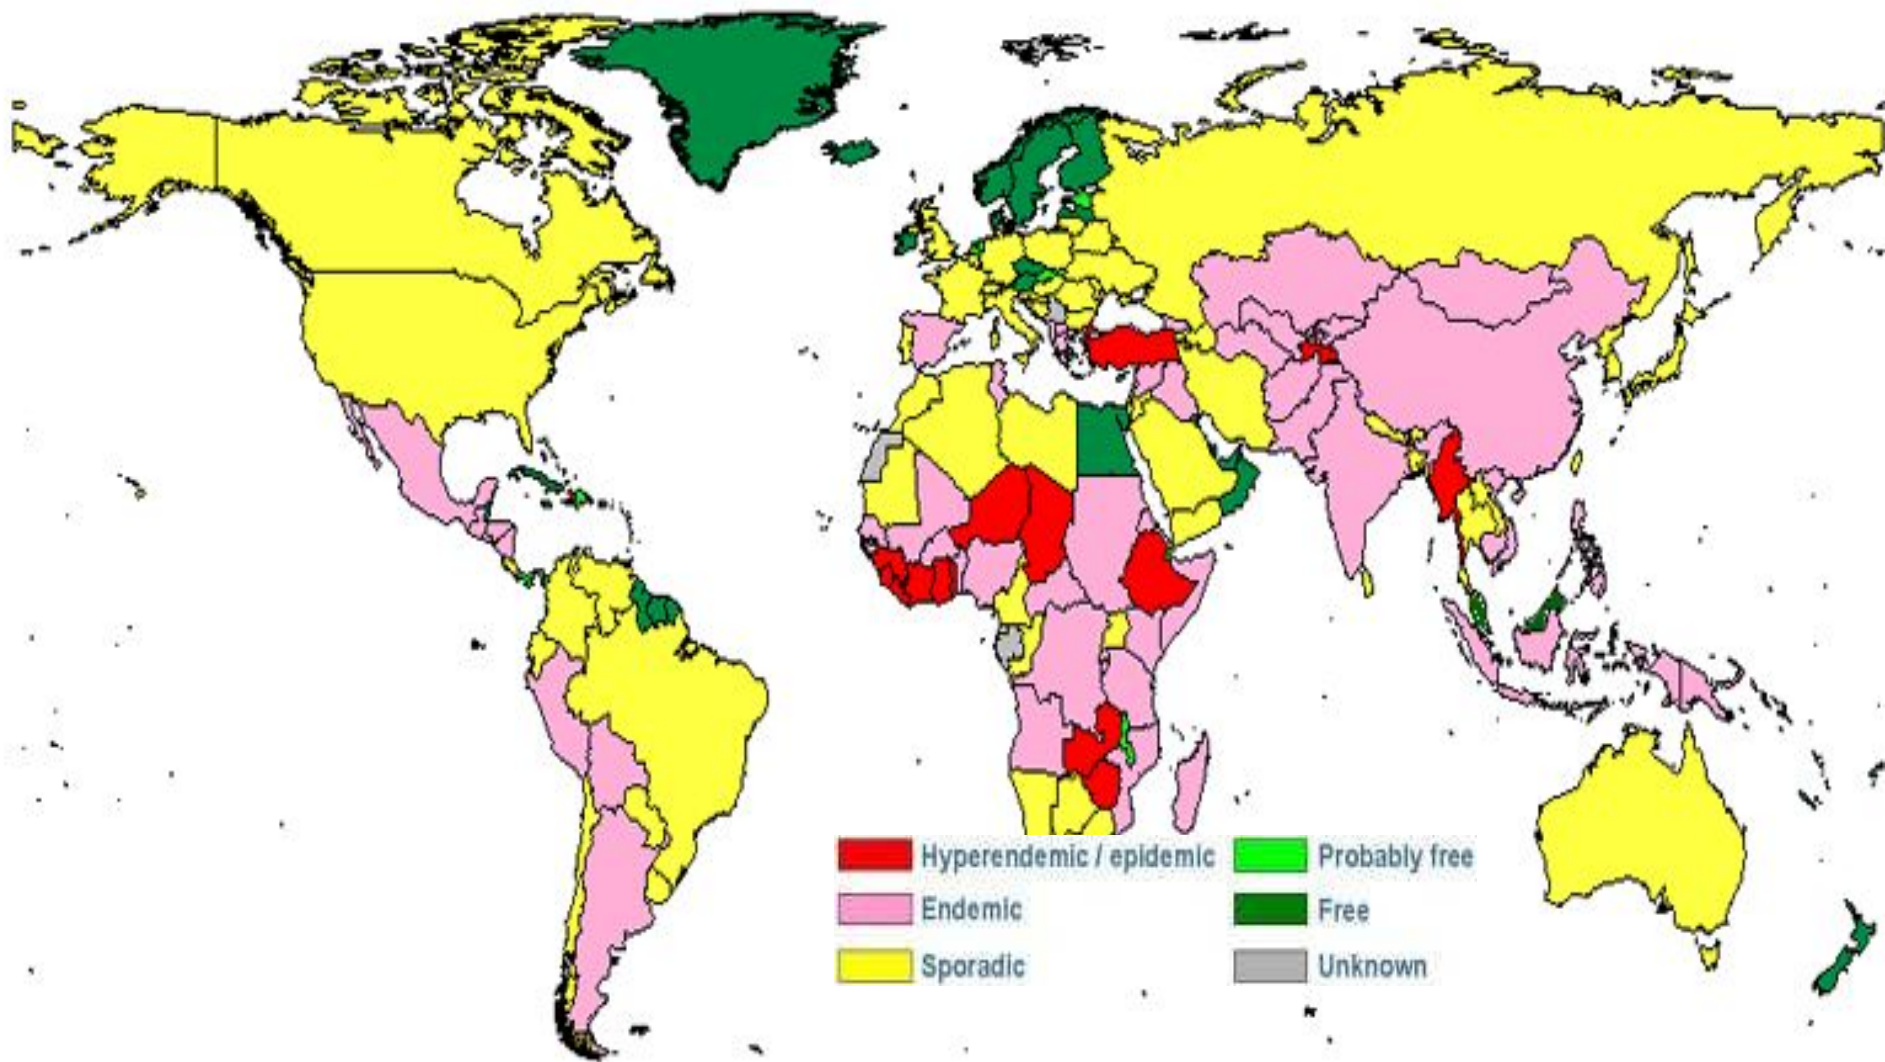 Hyperendemic / epidemic
Endemic
Sporadic
Probably free
Free
Unknown